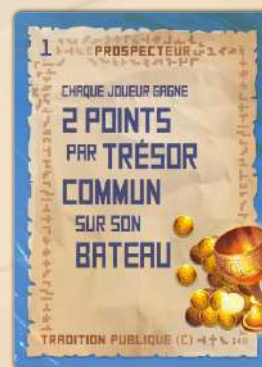 1 PROSPECTEUR
CHAQUE JOUEUR GAGNE
2 POINTS
PAR TRÉSOR
COMMUN
SUR SON
BATEAU
TRADITION PUBLIQUE (C)